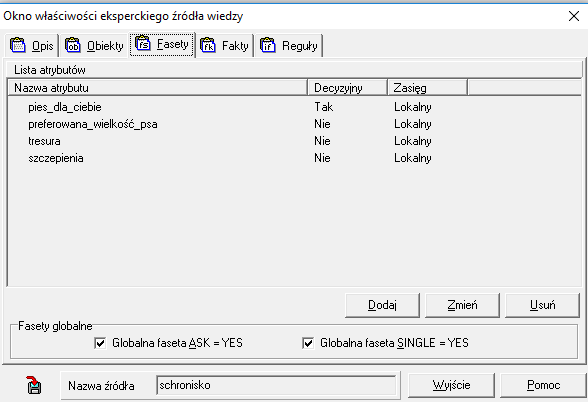 Okno właściwości eksperckiego źródła wiedzy
Opis Obiekty Fasety Fakty Reguły
Lista atrybutów
Nazwa atrybutu Decyzyjny Zasięg
pies_dla_ciebie Tak Lokalny
preferowana_wielkość_psa Nie Lokalny
tresura Nie Lokalny
szczepienia Nie Lokalny
Dodaj Zmień Usuń
Fasety globalne
Globalna faseta ASK = YES Globalna faseta SINGLE = YES
Nazwa źródła schronisko Wyjście Pomoc